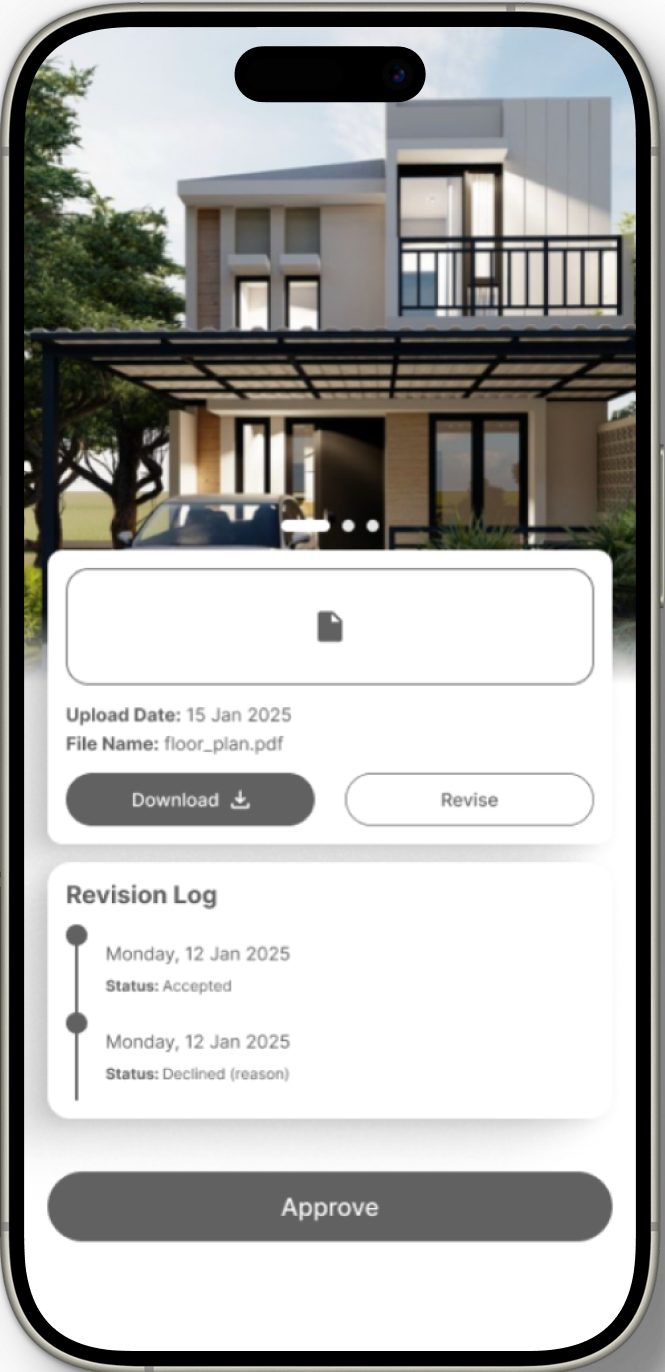 Upload Date: 15 Jan 2025
File Name: floor_plan.pdf
Download
Revise
Revision Log
Monday, 12 Jan 2025
Status: Accepted
Monday, 12 Jan 2025
Status: Declined (reason)
Approve